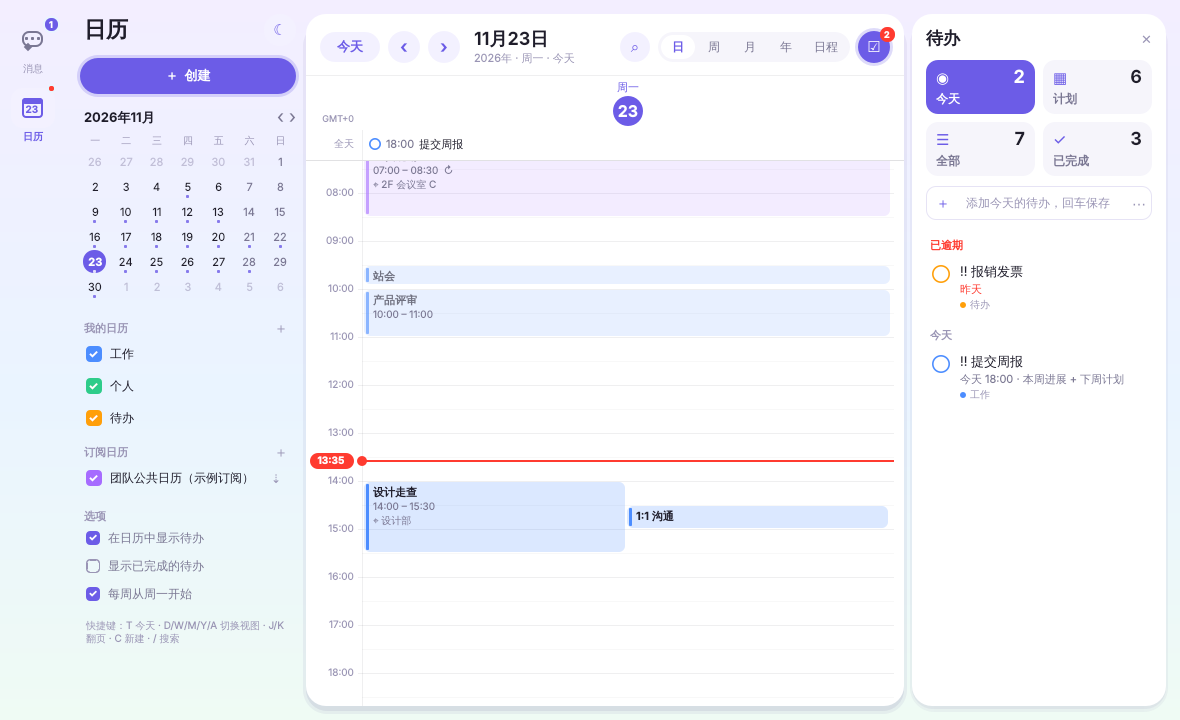 1
消息
23
日历
日历
+ 创建
2026年11月
一 二 三 四 五 六 日
26 27 28 29 30 31 1
2 3 4 5 6 7 8
9 10 11 12 13 14 15
16 17 18 19 20 21 22
23 24 25 26 27 28 29
30 1 2 3 4 5 6
我的日历 +
工作
个人
待办
订阅日历 +
团队公共日历（示例订阅）
选项
在日历中显示待办
显示已完成的待办
每周从周一开始
快捷键：T 今天 · D/W/M/Y/A 切换视图 · J/K
翻页 · C 新建 · / 搜索
今天
11月23日
2026年 · 周一 · 今天
日 周 月 年 日程
2
周一
23
GMT+0
全天
18:00 提交周报
07:00 – 08:30
⌖ 2F 会议室 C
08:00
09:00
站会
10:00
产品评审
10:00 – 11:00
11:00
12:00
13:00
13:35
14:00
设计走查
14:00 – 15:30
⌖ 设计部
1:1 沟通
15:00
16:00
17:00
18:00
待办 ×
2
今天
6
计划
7
全部
3
已完成
+ 添加今天的待办，回车保存 ⋯
已逾期
!! 报销发票
昨天
待办
今天
!! 提交周报
今天 18:00 · 本周进展 + 下周计划
工作